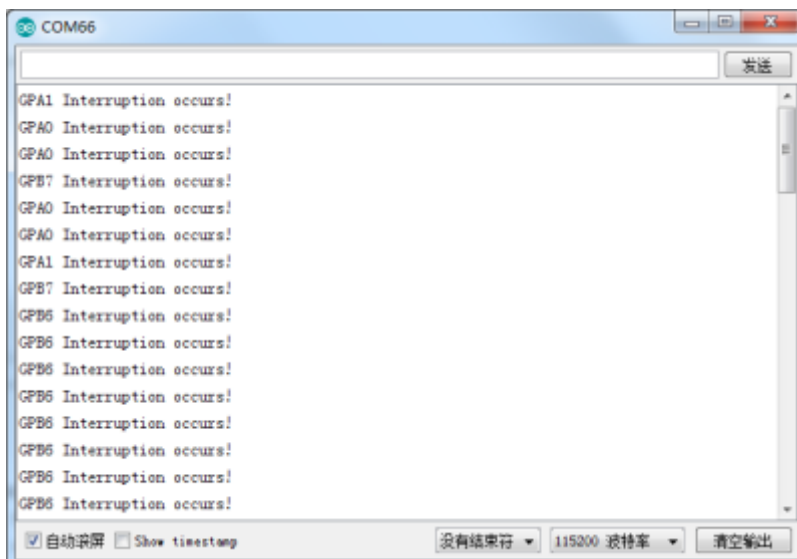 COM66
发送
GPA1 Interruption occurs!
GPA0 Interruption occurs!
GPA0 Interruption occurs!
GPB7 Interruption occurs!
GPA0 Interruption occurs!
GPA0 Interruption occurs!
GPA1 Interruption occurs!
GPB7 Interruption occurs!
GPB6 Interruption occurs!
GPB6 Interruption occurs!
GPB6 Interruption occurs!
GPB6 Interruption occurs!
GPB6 Interruption occurs!
GPB6 Interruption occurs!
GPB6 Interruption occurs!
GPB6 Interruption occurs!
自动滚屏 Show timestamp 没有结束符 115200 波特率 清空输出